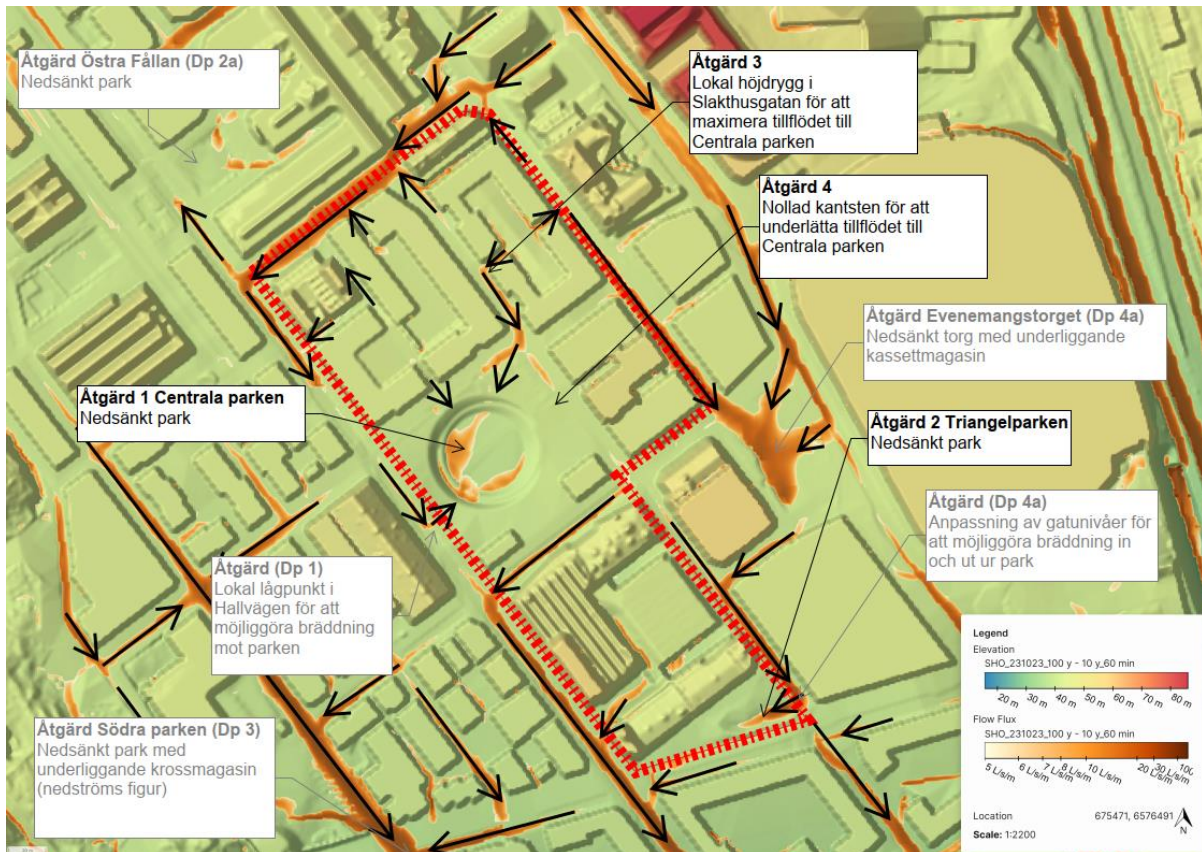 Åtgärd Östra Fållan (Dp 2a)
Nedsänkt park
Åtgärd 3
Lokal höjdrygg i
Slakthusgatan för att
maximera tillflödet till
Centrala parken
Åtgärd 4
Nollad kantsten för att
underlätta tillflödet till
Centrala parken
Åtgärd Evenemangstorget (Dp 4a)
Nedsänkt torg med underliggande
kassettmagasin
Åtgärd 1 Centrala parken
Nedsänkt park
Åtgärd 2 Triangelparken
Nedsänkt park
Åtgärd (Dp 4a)
Anpassning av gatunivåer för
att möjliggöra bräddning in
och ut ur park
Åtgärd (Dp 1)
Lokal lågpunkt i
Hallvägen för att
möjliggöra bräddning
mot parken
Åtgärd Södra parken (Dp 3)
Nedsänkt park med
underliggande krossmagasin
(nedströms figur)
Legend
Elevation
SHO_231023_100 y - 10 y_60 min
20 m 30 m 40 m 50 m 60 m 70 m 80 m
Flow Flux
SHO_231023_100 y - 10 y_60 min
5 L/s/m 6 L/s/m 7 L/s/m 8 L/s/m 10 L/s/m 20 L/s/m 30 L/s/m 100
Location 675471, 6576491
N
Scale: 1:2200